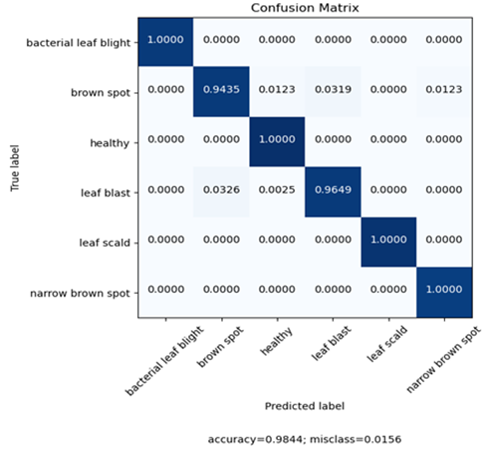 Confusion Matrix
True label
bacterial leaf blight 1.0000 0.0000 0.0000 0.0000 0.0000 0.0000
brown spot 0.0000 0.9435 0.0123 0.0319 0.0000 0.0123
healthy 0.0000 0.0000 1.0000 0.0000 0.0000 0.0000
leaf blast 0.0000 0.0326 0.0025 0.9649 0.0000 0.0000
leaf scald 0.0000 0.0000 0.0000 0.0000 1.0000 0.0000
narrow brown spot 0.0000 0.0000 0.0000 0.0000 0.0000 1.0000
bacterial leaf blight brown spot healthy leaf blast leaf scald narrow brown spot
Predicted label
accuracy=0.9844; misclass=0.0156